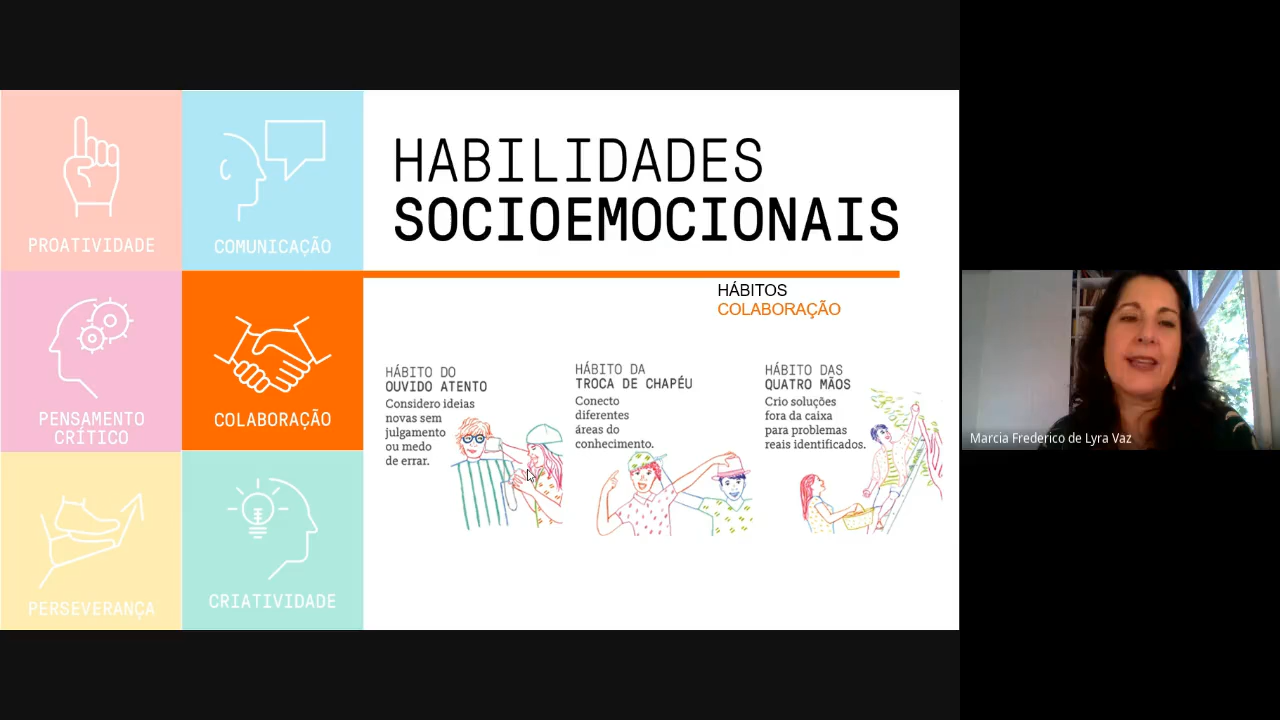 PROATIVIDADE
COMUNICAÇÃO
PENSAMENTO
CRÍTICO
COLABORAÇÃO
PERSEVERANÇA
CRIATIVIDADE
HABILIDADES
SOCIOEMOCIONAIS
HÁBITOS
COLABORAÇÃO
HÁBITO DO
OUVIDO ATENTO
Considero ideias
novas sem
julgamento
ou medo
de errar.
HÁBITO DA
TROCA DE CHAPÉU
Conecto
diferentes
áreas do
conhecimento.
HÁBITO DAS
QUATRO MÃOS
Crio soluções
fora da caixa
para problemas
reais identificados.
Marcia Frederico de Lyra Vaz